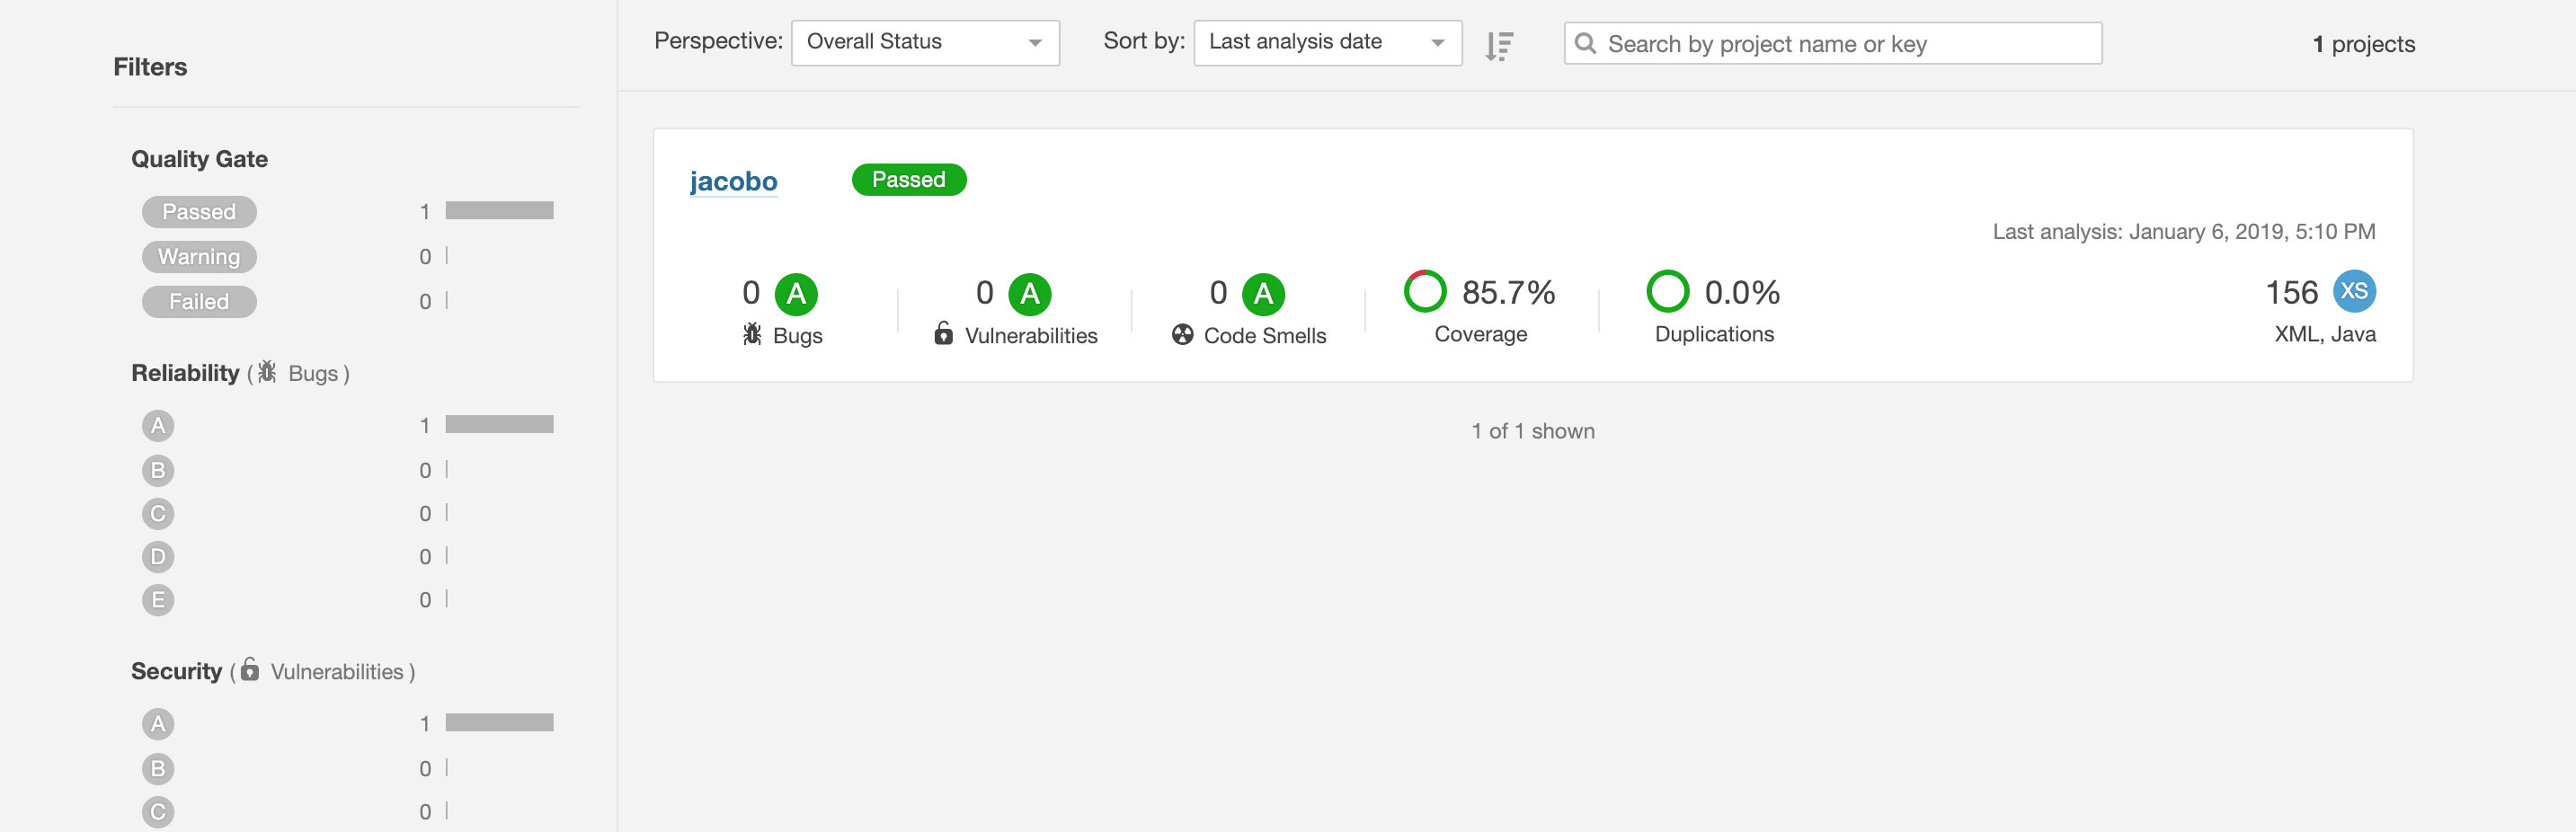 Filters
Quality Gate
Passed 1
Warning 0
Failed 0
Reliability ( Bugs )
A 1
B 0
C 0
D 0
E 0
Security ( Vulnerabilities )
A 1
B 0
C 0
Perspective: Overall Status Sort by: Last analysis date Search by project name or key 1 projects
jacobo Passed
Last analysis: January 6, 2019, 5:10 PM
0 A 0 A 0 A 85.7% 0.0% 156 XS
Bugs Vulnerabilities Code Smells Coverage Duplications XML, Java
1 of 1 shown